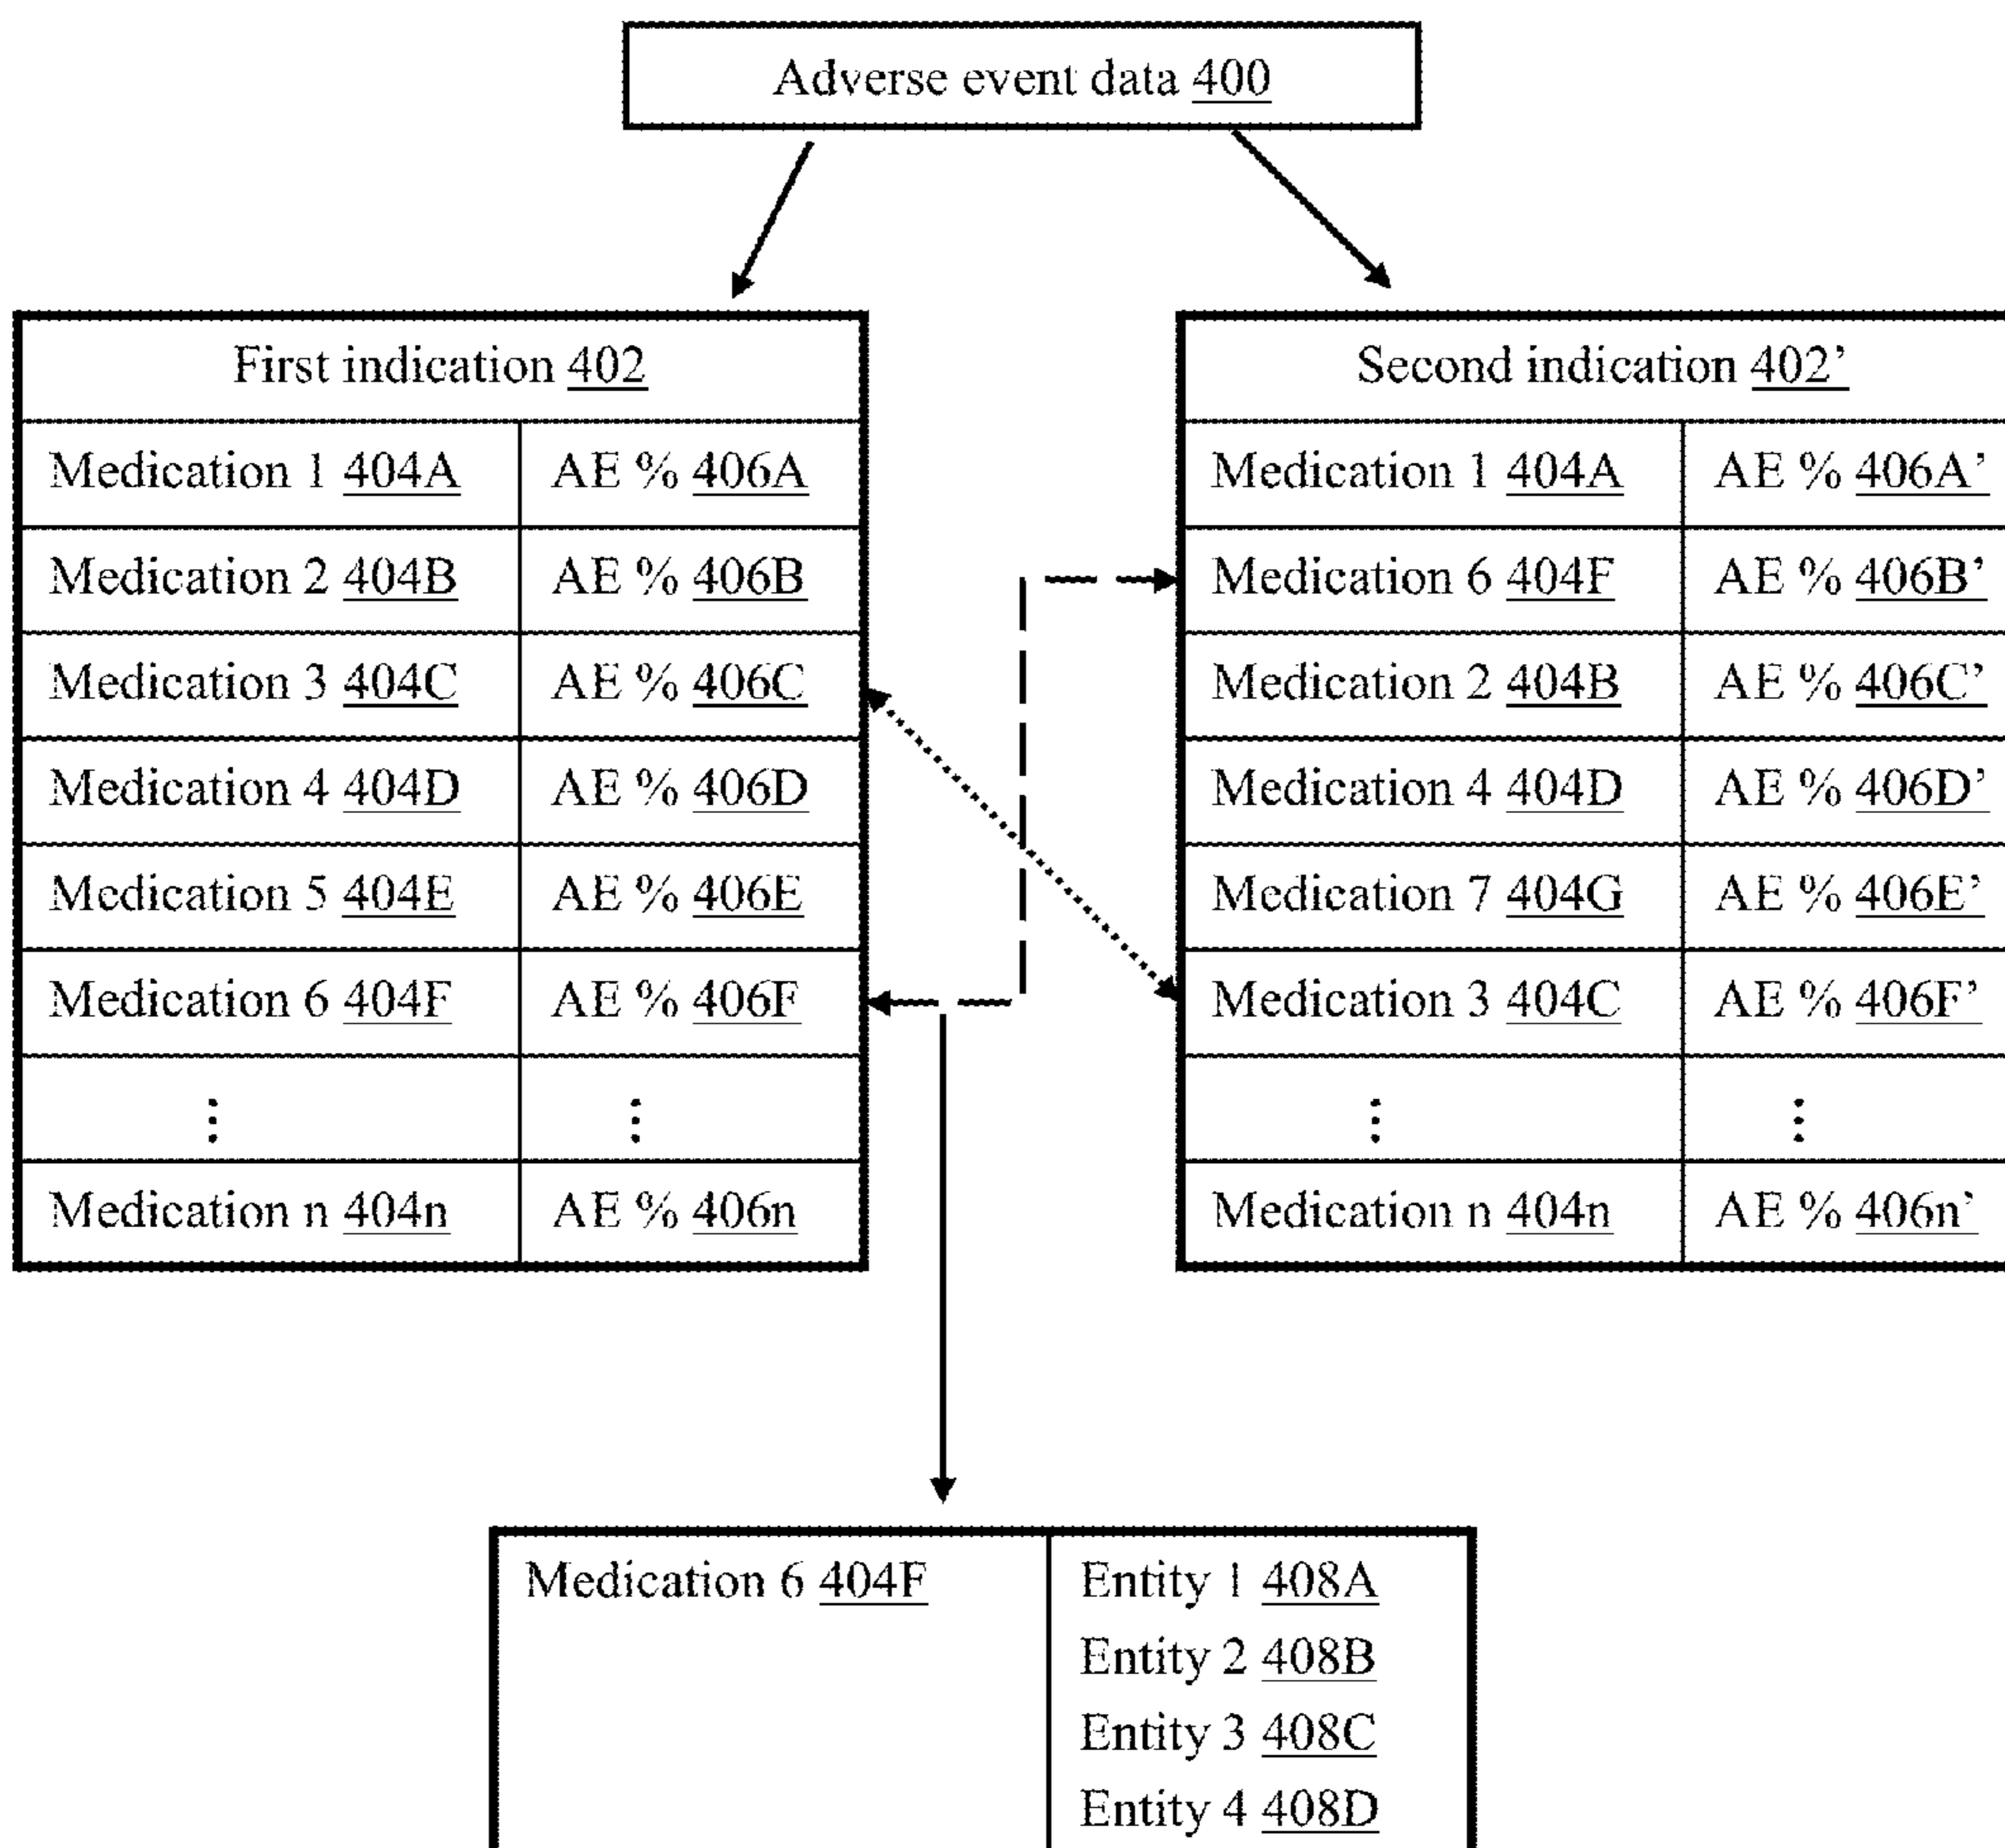 Adverse event data 400
First indication 402
Medication 1 404A AE % 406A
Medication 2 404B AE % 406B
Medication 3 404C AE % 406C
Medication 4 404D AE % 406D
Medication 5 404E AE % 406E
Medication 6 404F AE % 406F
⋮ ⋮
Medication n 404n AE % 406n
Second indication 402’
Medication 1 404A AE % 406A’
Medication 6 404F AE % 406B’
Medication 2 404B AE % 406C’
Medication 4 404D AE % 406D’
Medication 7 404G AE % 406E’
Medication 3 404C AE % 406F’
⋮ ⋮
Medication n 404n AE % 406n’
Medication 6 404F Entity 1 408A
Entity 2 408B
Entity 3 408C
Entity 4 408D